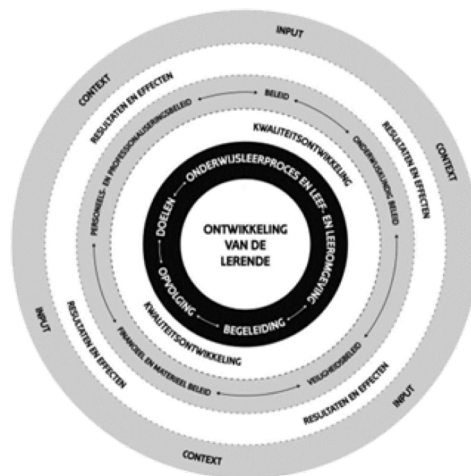 INPUT
CONTEXT
CONTEXT
INPUT
INPUT
CONTEXT
RESULTATEN EN EFFECTEN
RESULTATEN EN EFFECTEN
RESULTATEN EN EFFECTEN
RESULTATEN EN EFFECTEN
BELEID
ONDERWIJSKUNDIG BELEID
VEILIGHEIDSBELEID
FINANCIEEL EN MATERIEEL BELEID
PERSONEELS- EN PROFESSIONALISERINGSBELEID
KWALITEITSONTWIKKELING
KWALITEITSONTWIKKELING
DOELEN
ONDERWIJSLEERPROCES EN LEEF- EN LEEROMGEVING
BEGELEIDING
OPVOLGING
ONTWIKKELING
VAN DE
LERENDE